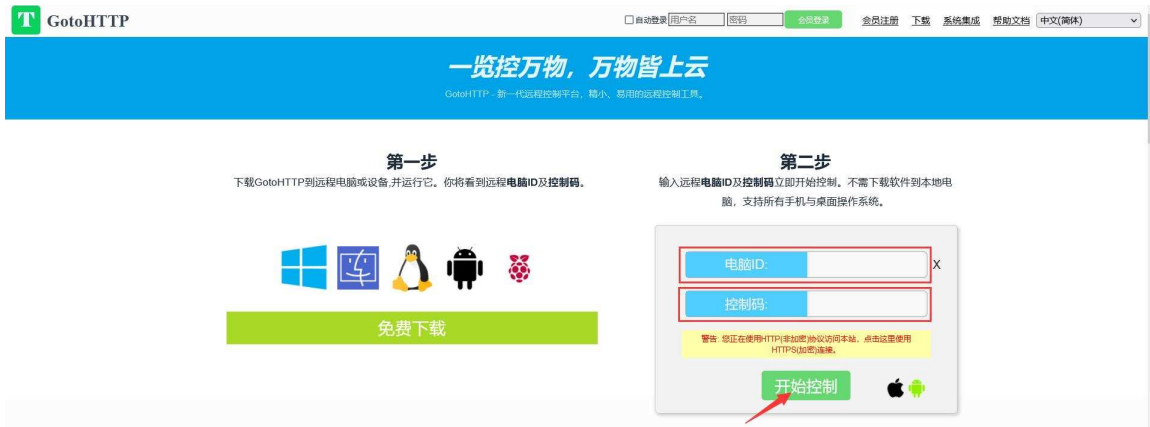 T GotoHTTP
自动登录 用户名 密码 会员登录 会员注册 下载 系统集成 帮助文档 中文(简体)
一览控万物，万物皆上云
GotoHTTP - 新一代远程控制平台，精小、易用的远程控制工具。
第一步
下载GotoHTTP到远程电脑或设备,并运行它。你将看到远程电脑ID及控制码。
免费下载
第二步
输入远程电脑ID及控制码立即开始控制。不需下载软件到本地电
脑，支持所有手机与桌面操作系统。
电脑ID: X
控制码:
警告: 您正在使用HTTP(非加密)协议访问本站，点击这里使用
HTTPS(加密)连接。
开始控制